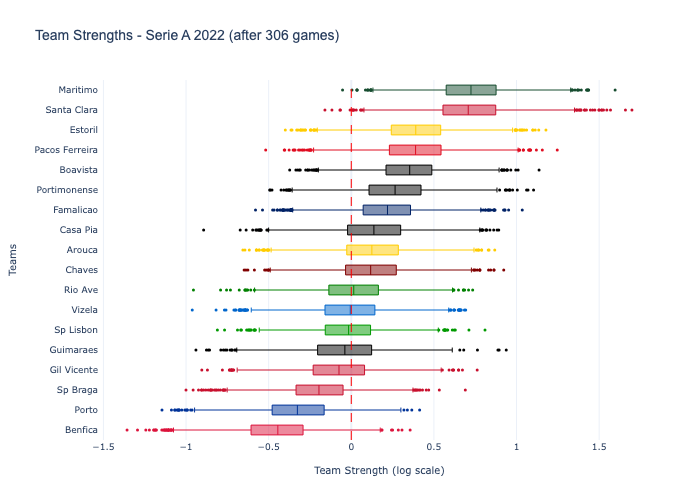 Team Strengths - Serie A 2022 (after 306 games)
Maritimo
Santa Clara
Estoril
Pacos Ferreira
Boavista
Portimonense
Famalicao
Casa Pia
Arouca
Chaves
Rio Ave
Vizela
Sp Lisbon
Guimaraes
Gil Vicente
Sp Braga
Porto
Benfica
Teams
−1.5 −1 −0.5 0 0.5 1 1.5
Team Strength (log scale)